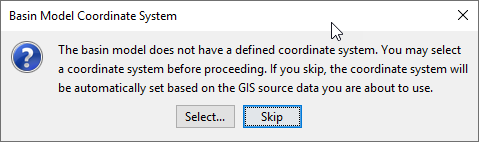 Basin Model Coordinate System
The basin model does not have a defined coordinate system. You may select
a coordinate system before proceeding. If you skip, the coordinate system will
be automatically set based on the GIS source data you are about to use.
Select... Skip